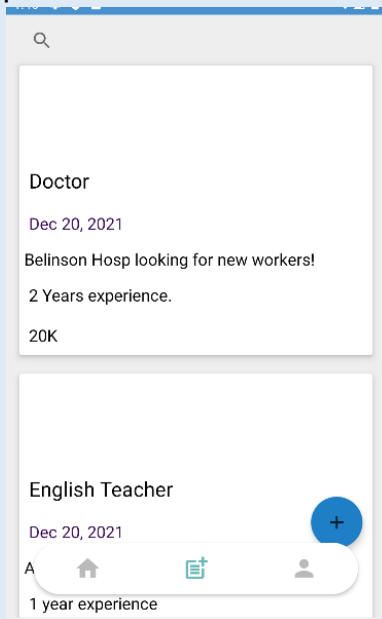 Doctor
Dec 20, 2021
Belinson Hosp looking for new workers!
2 Years experience.
20K
English Teacher
Dec 20, 2021
A
1 year experience